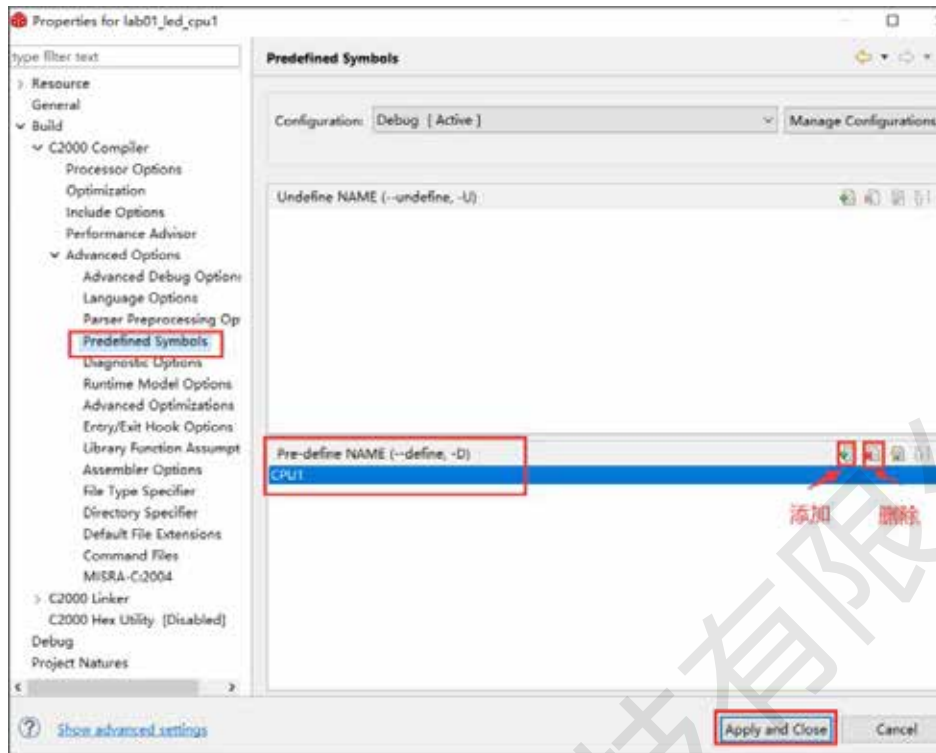 Properties for lab01_led_cpu1
type filter text
Predefined Symbols
Resource
General
Build
C2000 Compiler
Processor Options
Optimization
Include Options
Performance Advisor
Advanced Options
Advanced Debug Options
Language Options
Parser Preprocessing Op
Predefined Symbols
Diagnostic Options
Runtime Model Options
Advanced Optimizations
Entry/Exit Hook Options
Library Function Assumpt
Assembler Options
File Type Specifier
Directory Specifier
Default File Extensions
Command Files
MISRA-C:2004
C2000 Linker
C2000 Hex Utility [Disabled]
Debug
Project Natures
Configuration: Debug [ Active ]
Manage Configurations
Undefine NAME (--undefine, -U)
Pre-define NAME (--define, -D)
CPU1
添加 删除
Show advanced settings
Apply and Close Cancel
技有限